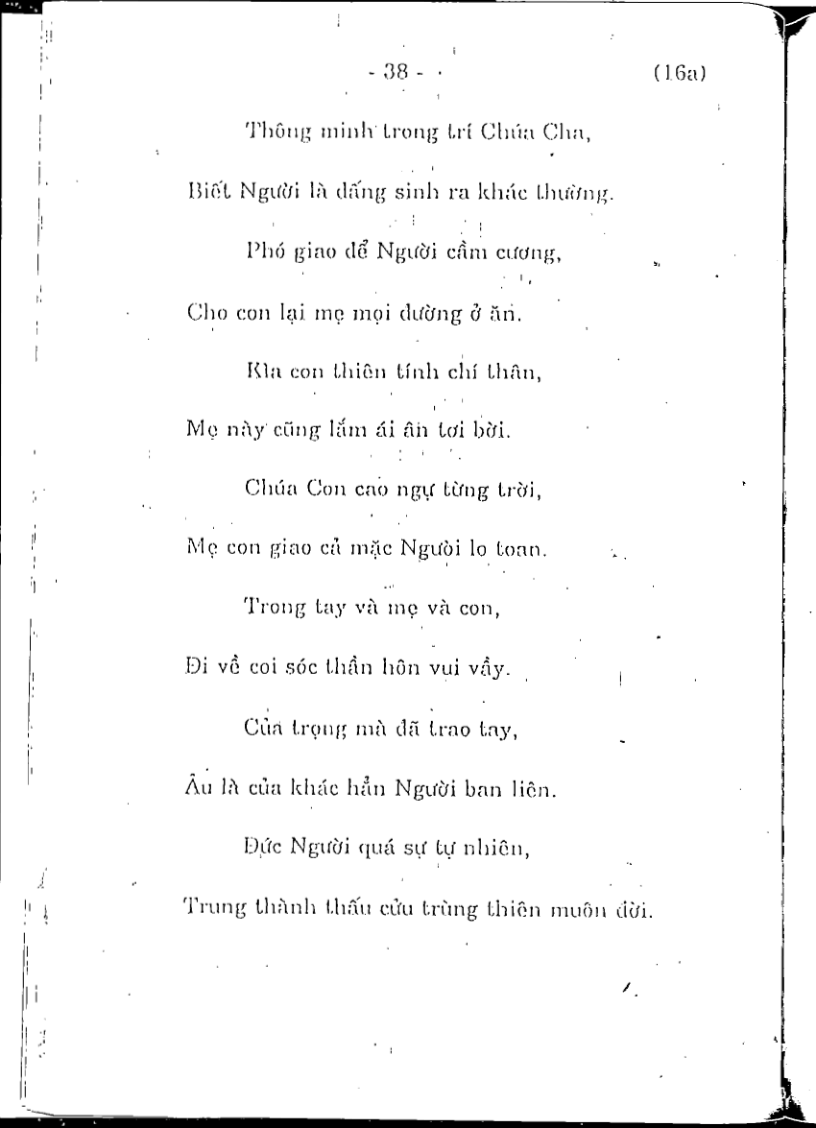 - 38 -
(16a)
Thông minh trong trí Chúa Cha,
Biết Người là đấng sinh ra khác thường.
Phó giao để Người cầm cương,
Cho con lại mẹ mọi đường ở ăn.
Kìa con thiên tính chí thân,
Mẹ này cũng lắm ái ân tơi bời.
Chúa Con cao ngự từng trời,
Mẹ con giao cả mặc Nguời lo toan.
Trong tay và mẹ và con,
Đi về coi sóc thần hôn vui vầy.
Của trọng mà đã trao tay,
Âu là của khác hẳn Người ban liên.
Đức Người quá sự tự nhiên,
Trung thành thấu cửu trùng thiên muôn đời.